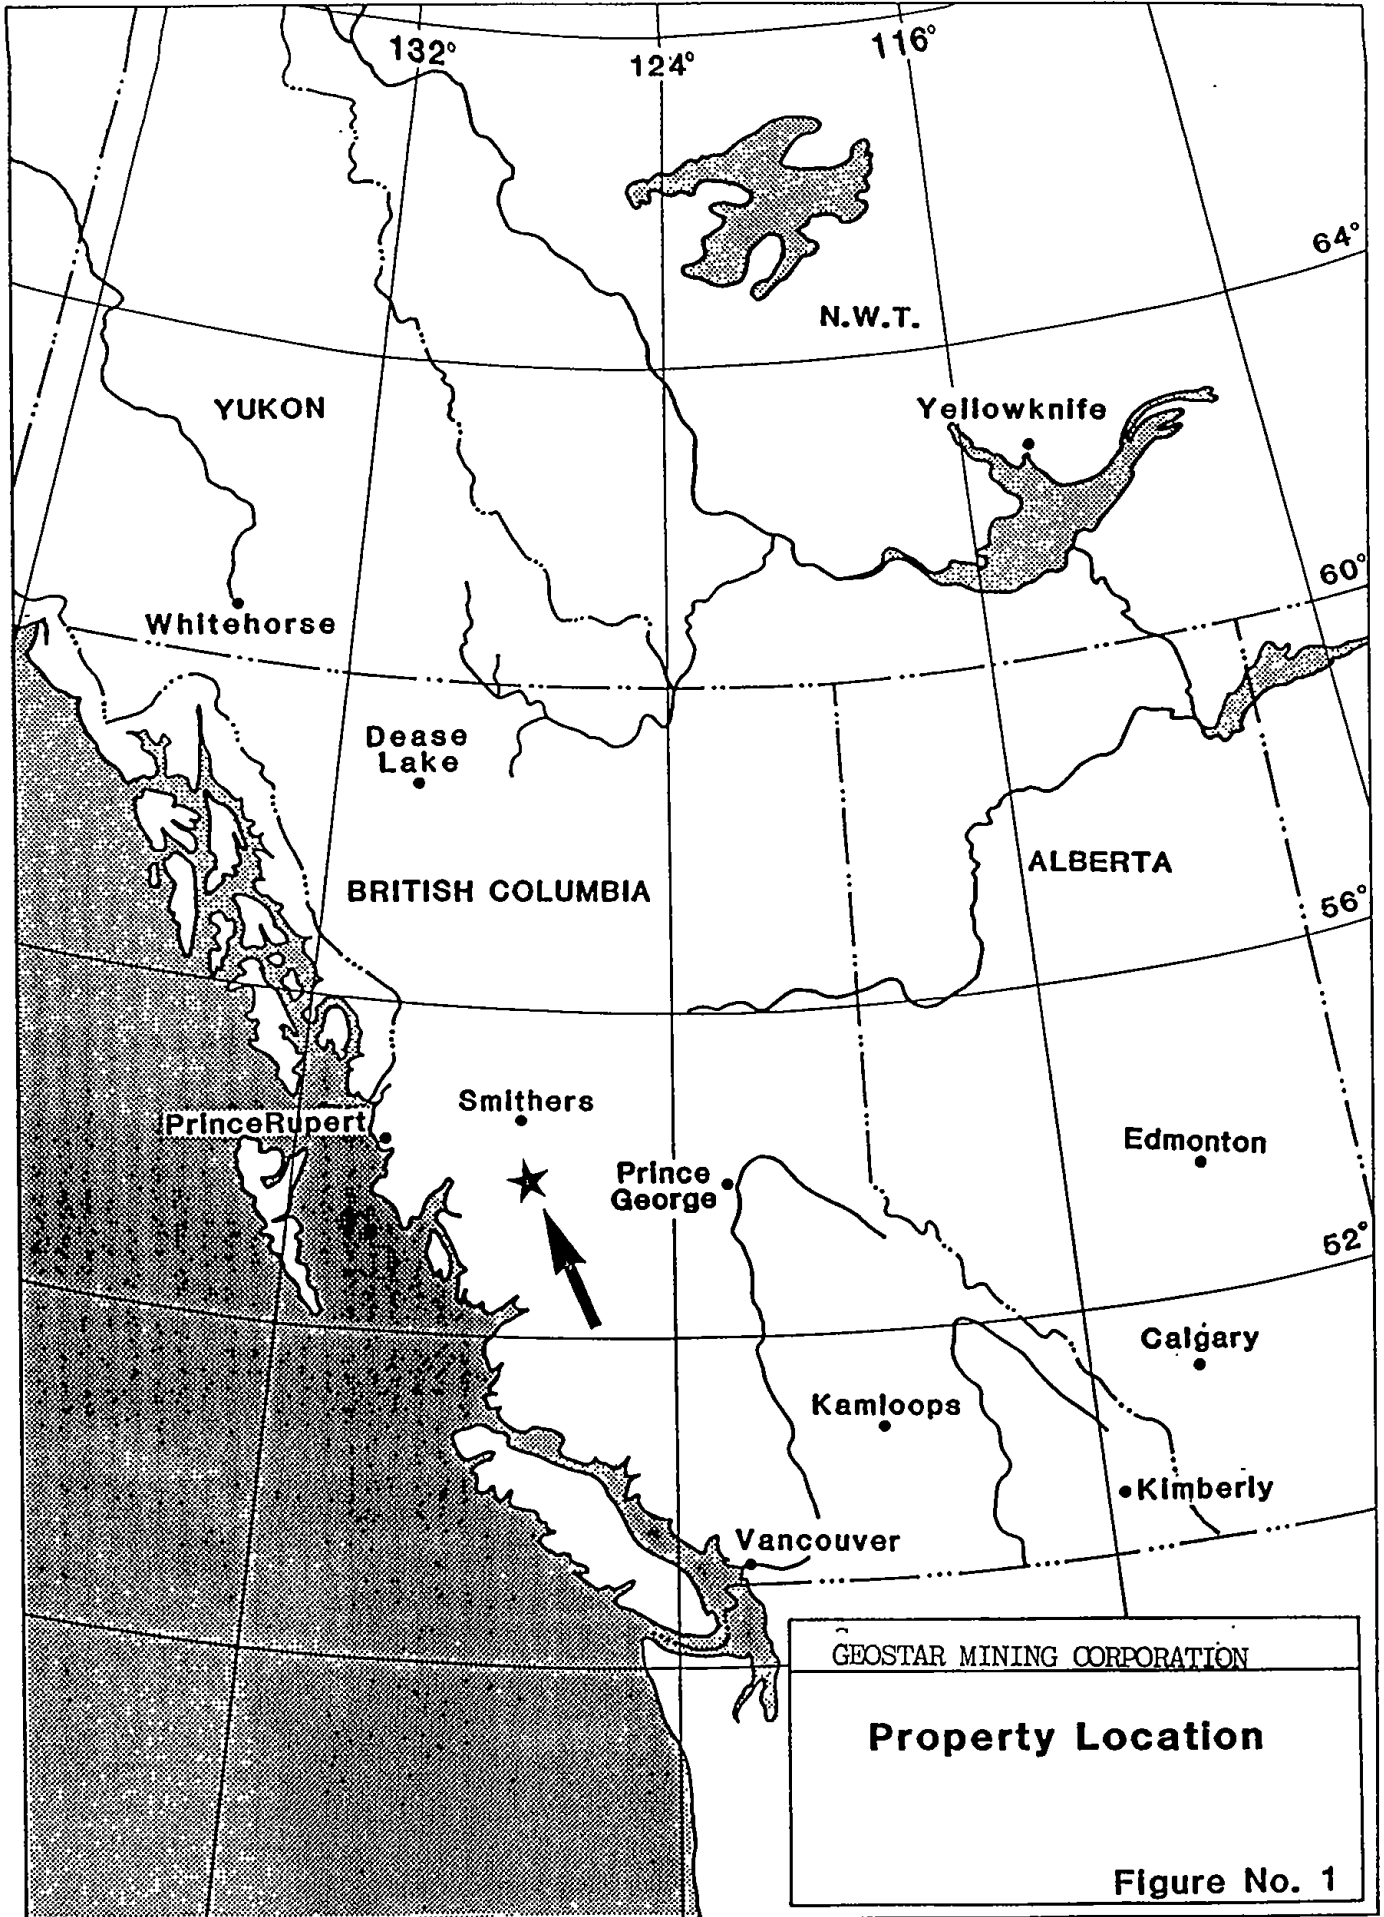 132°
124°
116°
64°
N.W.T.
YUKON
Yellowknife
60°
Whitehorse
Dease
Lake
ALBERTA
BRITISH COLUMBIA
56°
Smithers
PrinceRupert
Edmonton
Prince
George
52°
Calgary
Kamloops
Kimberly
Vancouver
GEOSTAR MINING CORPORATION
Property Location
Figure No. 1